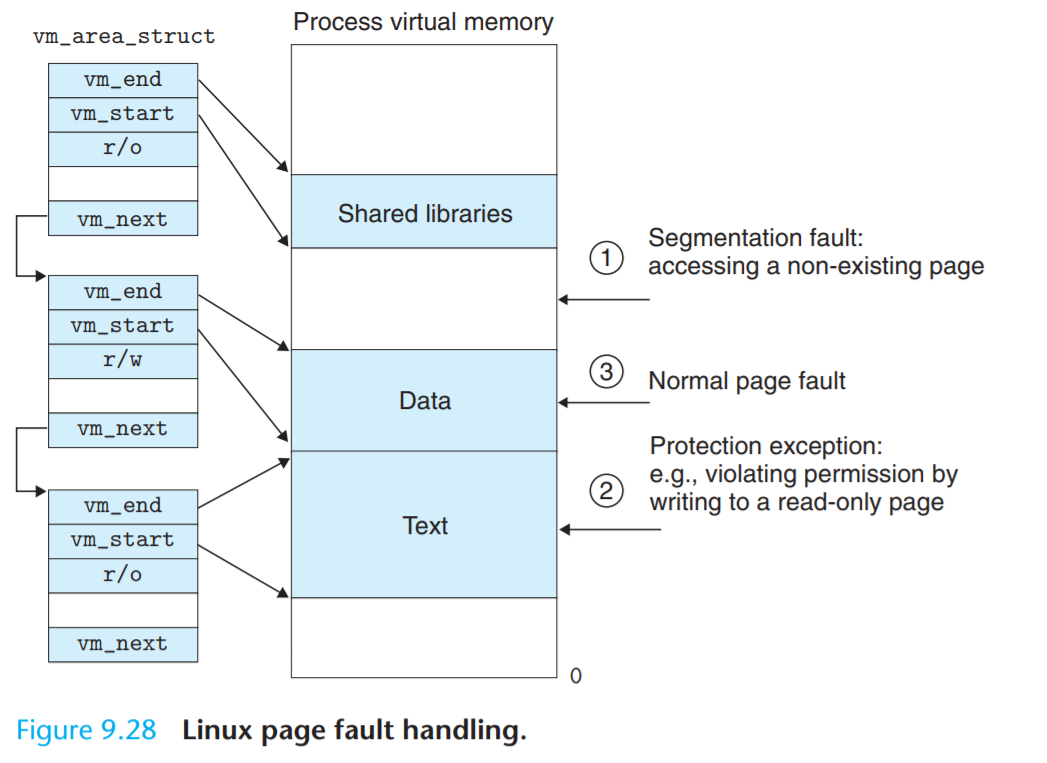 Process virtual memory
vm_area_struct
vm_end
vm_start
r/o
vm_next
vm_end
vm_start
r/w
vm_next
vm_end
vm_start
r/o
vm_next
Shared libraries
Data
Text
0
1
Segmentation fault:
accessing a non-existing page
3
Normal page fault
2
Protection exception:
e.g., violating permission by
writing to a read-only page
Figure 9.28 Linux page fault handling.